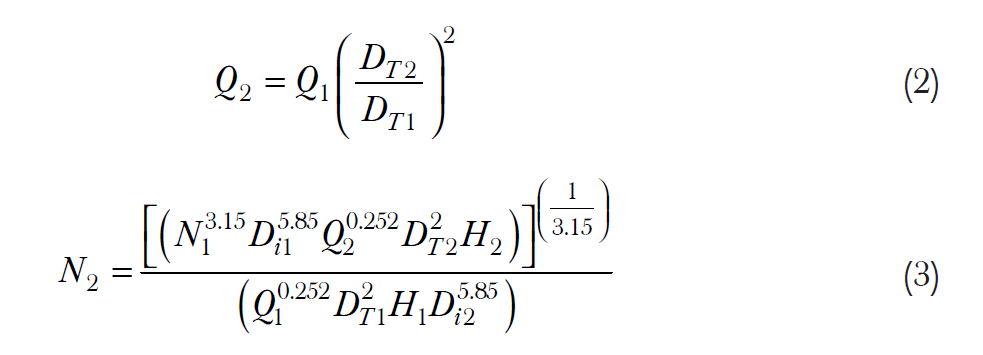 Q_2 = Q_1 \left( \frac{D_{T2}}{D_{T1}} \right)^2 (2)
N_2 = \frac{\left[ \left( N_1^{3.15} D_{i1}^{5.85} Q_2^{0.252} D_{T2}^2 H_2 \right) \right]^{\left( \frac{1}{3.15} \right)}}{\left( Q_1^{0.252} D_{T1}^2 H_1 D_{i2}^{5.85} \right)} (3)